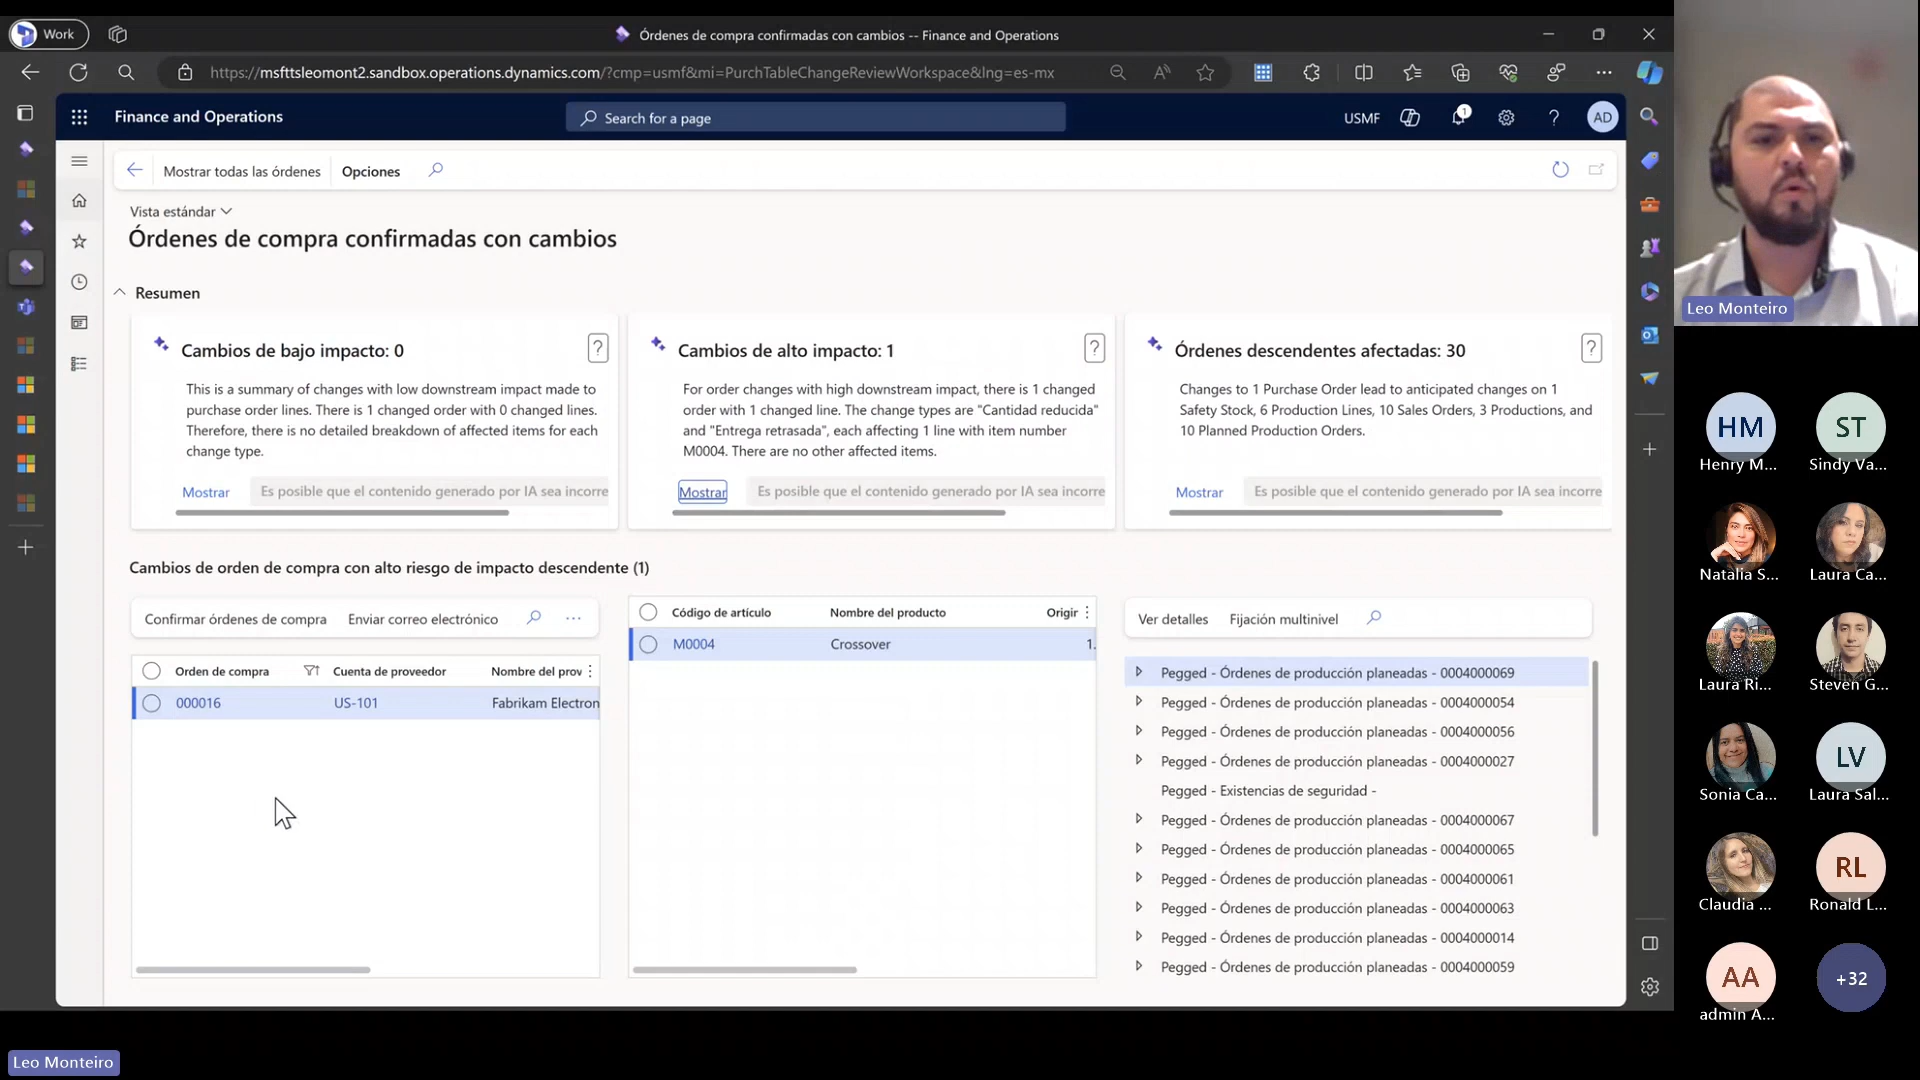 Work
Órdenes de compra confirmadas con cambios -- Finance and Operations
https://msfttsleomont2.sandbox.operations.dynamics.com/?cmp=usmf&mi=PurchTableChangeReviewWorkspace&lng=es-mx
Finance and Operations
Search for a page
USMF
1
?
AD
Mostrar todas las órdenes
Opciones
Vista estándar
Órdenes de compra confirmadas con cambios
Resumen
Cambios de bajo impacto: 0
?
This is a summary of changes with low downstream impact made to
purchase order lines. There is 1 changed order with 0 changed lines.
Therefore, there is no detailed breakdown of affected items for each
change type.
Mostrar
Es posible que el contenido generado por IA sea incorre
Cambios de alto impacto: 1
?
For order changes with high downstream impact, there is 1 changed
order with 1 changed line. The change types are "Cantidad reducida"
and "Entrega retrasada", each affecting 1 line with item number
M0004. There are no other affected items.
Mostrar
Es posible que el contenido generado por IA sea incorre
Órdenes descendentes afectadas: 30
?
Changes to 1 Purchase Order lead to anticipated changes on 1
Safety Stock, 6 Production Lines, 10 Sales Orders, 3 Productions, and
10 Planned Production Orders.
Mostrar
Es posible que el contenido generado por IA sea incorre
Cambios de orden de compra con alto riesgo de impacto descendente (1)
Confirmar órdenes de compra
Enviar correo electrónico
Orden de compra
Cuenta de proveedor
Nombre del prov
000016
US-101
Fabrikam Electron
Código de artículo
Nombre del producto
Origir
M0004
Crossover
1.
Ver detalles
Fijación multinivel
Pegged - Órdenes de producción planeadas - 0004000069
Pegged - Órdenes de producción planeadas - 0004000054
Pegged - Órdenes de producción planeadas - 0004000056
Pegged - Órdenes de producción planeadas - 0004000027
Pegged - Existencias de seguridad -
Pegged - Órdenes de producción planeadas - 0004000067
Pegged - Órdenes de producción planeadas - 0004000065
Pegged - Órdenes de producción planeadas - 0004000061
Pegged - Órdenes de producción planeadas - 0004000063
Pegged - Órdenes de producción planeadas - 0004000014
Pegged - Órdenes de producción planeadas - 0004000059
Leo Monteiro
HM
Henry M...
ST
Sindy Va...
Natalia S...
Laura Ca...
Laura Ri...
Steven G...
Sonia Ca...
LV
Laura Sal...
Claudia ...
RL
Ronald L...
AA
admin A...
+32
Leo Monteiro